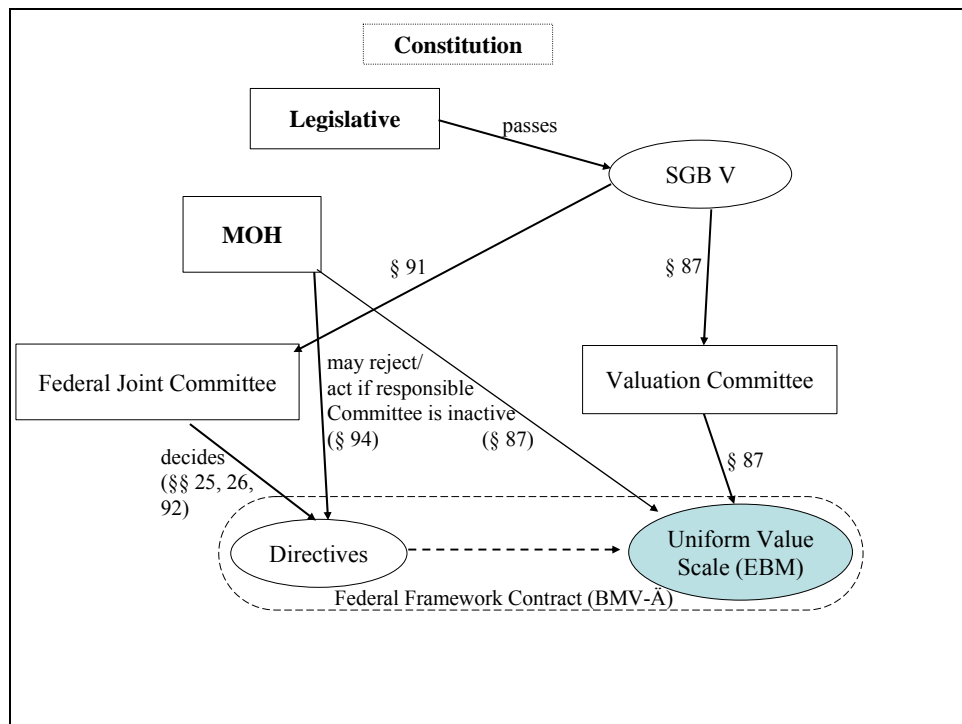 Constitution
Legislative
passes
SGB V
MOH
§ 91
§ 87
Federal Joint Committee
may reject/
act if responsible
Committee is inactive
(§ 94) (§ 87)
Valuation Committee
decides
(§§ 25, 26,
92)
§ 87
Directives
Uniform Value
Scale (EBM)
Federal Framework Contract (BMV-Ä)